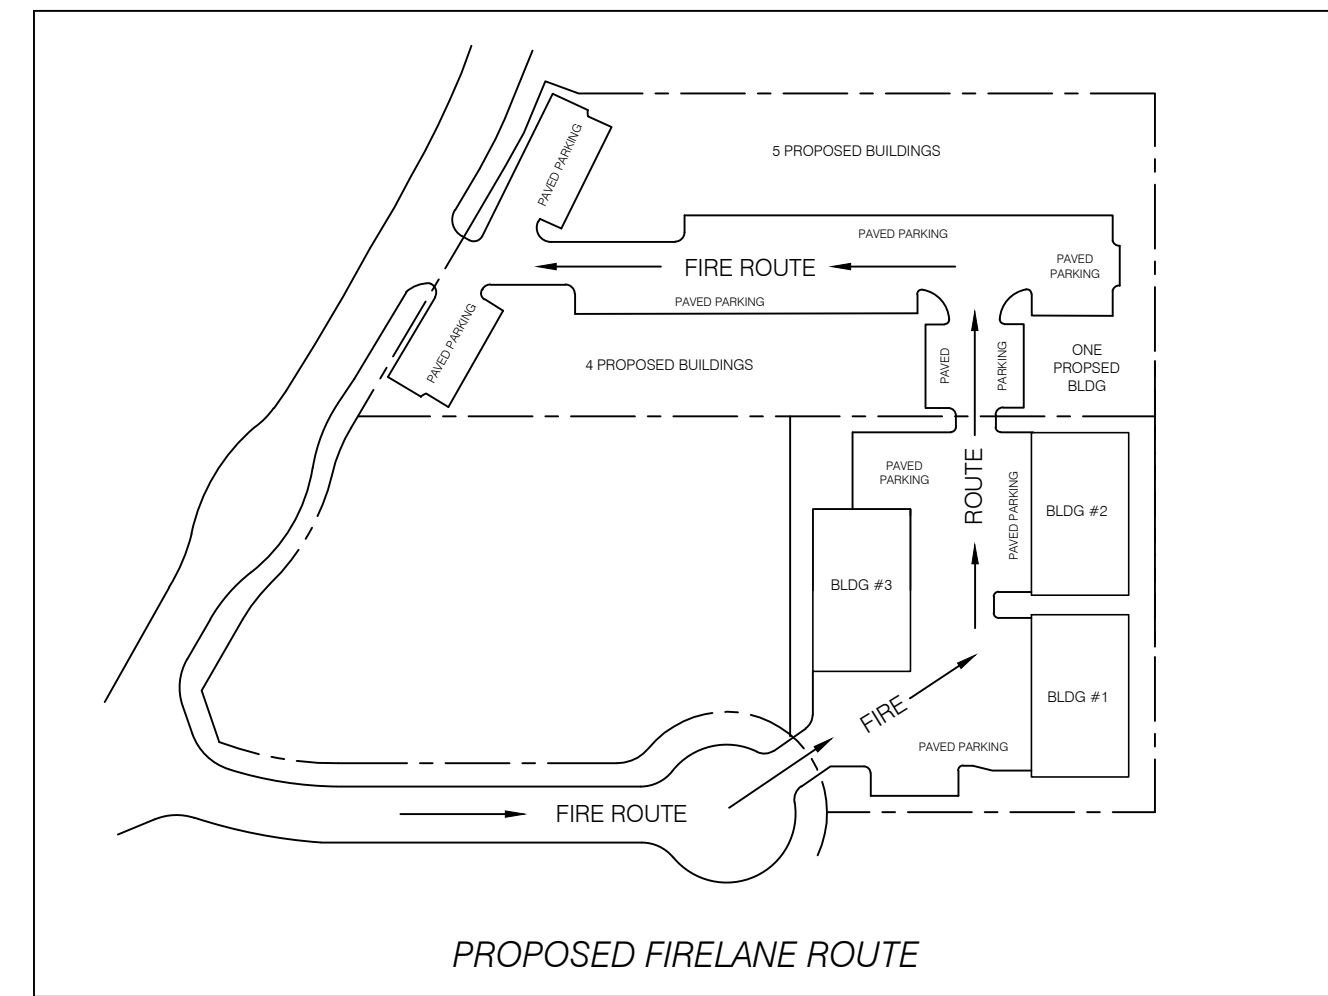 5 PROPOSED BUILDINGS
PAVED PARKING
PAVED PARKING
FIRE ROUTE
PAVED
PARKING
PAVED PARKING
PAVED PARKING
4 PROPOSED BUILDINGS
PAVED
PARKING
ONE
PROPSED
BLDG
PAVED
PARKING
ROUTE
PAVED PARKING
BLDG #2
BLDG #3
BLDG #1
FIRE
PAVED PARKING
FIRE ROUTE
PROPOSED FIRELANE ROUTE